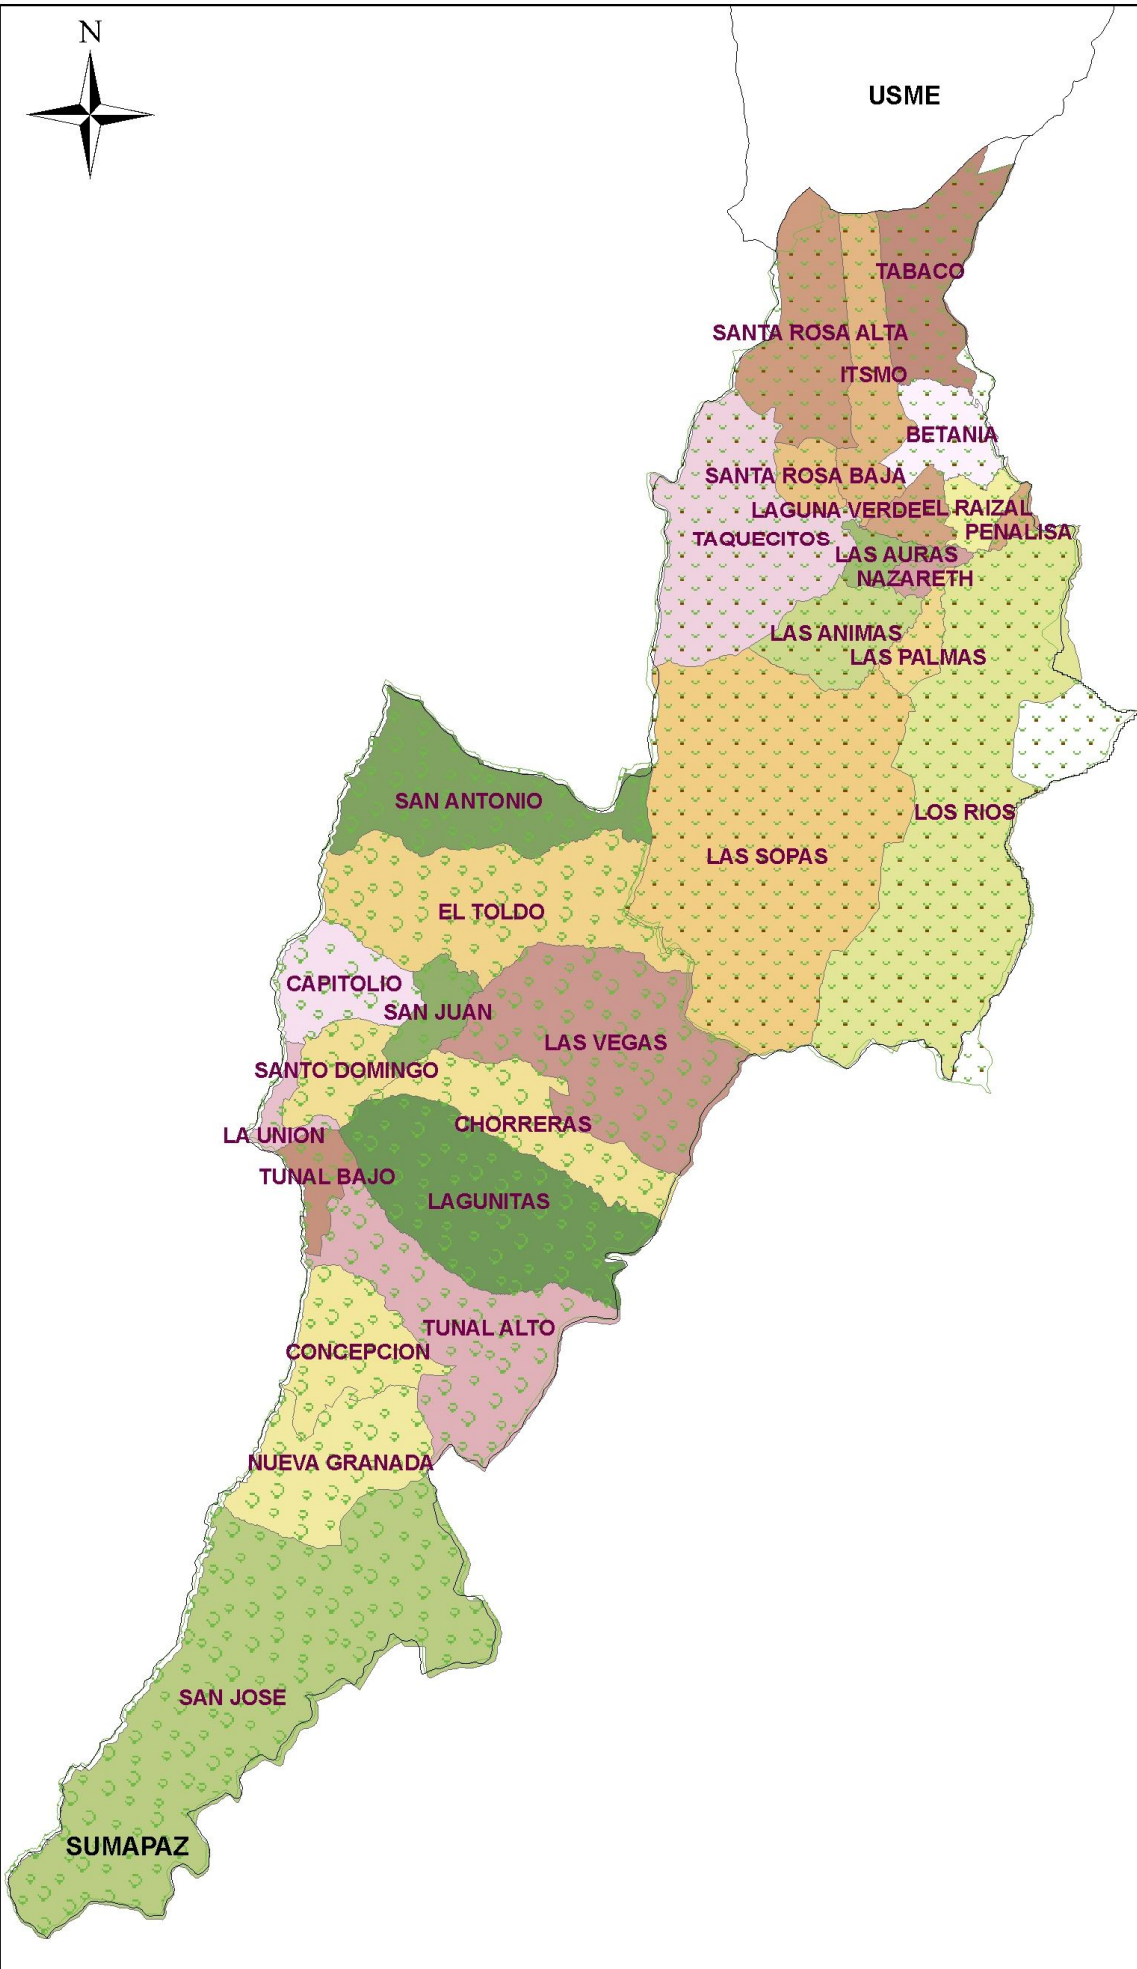 N
USME
TABACO
SANTA ROSA ALTA
ITSMO
BETANIA
SANTA ROSA BAJA
LAGUNA VERDE
EL RAIZAL
PENALISA
TAQUECITOS
LAS AURAS
NAZARETH
LAS ANIMAS
LAS PALMAS
SAN ANTONIO
LOS RIOS
LAS SOPAS
EL TOLDO
CAPITOLIO
SAN JUAN
LAS VEGAS
SANTO DOMINGO
CHORRERAS
LA UNION
TUNAL BAJO
LAGUNITAS
TUNAL ALTO
CONCEPCION
NUEVA GRANADA
SAN JOSE
SUMAPAZ